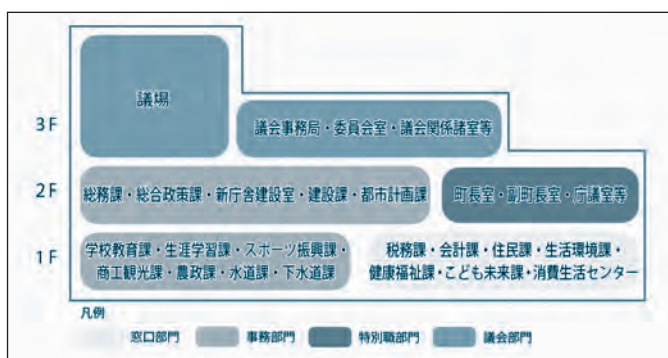 議場
3F
議会事務局・委員会室・議会関係諸室等
2F
総務課・総合政策課・新庁舎建設室・建設課・都市計画課
町長室・副町長室・庁議室等
1F
学校教育課・生涯学習課・スポーツ振興課・
商工観光課・農政課・水道課・下水道課
税務課・会計課・住民課・生活環境課・
健康福祉課・こども未来課・消費生活センター
凡例
窓口部門
事務部門
特別職部門
議会部門